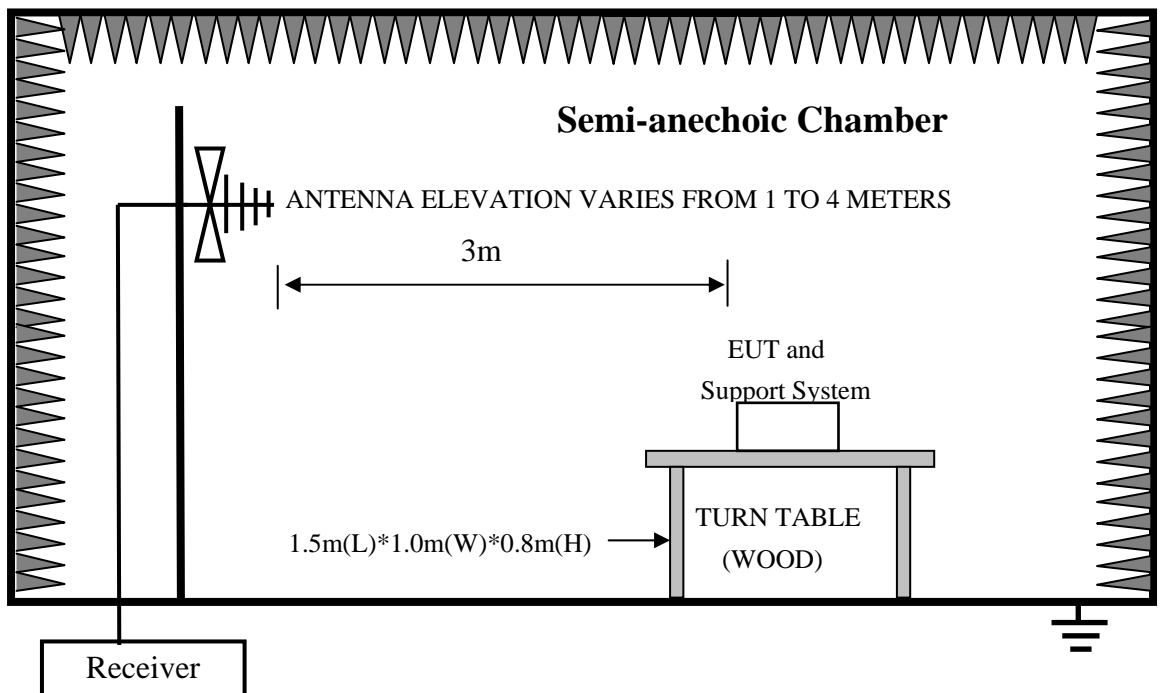 Semi-anechoic Chamber
ANTENNA ELEVATION VARIES FROM 1 TO 4 METERS
3m
EUT and
Support System
TURN TABLE
1.5m(L)*1.0m(W)*0.8m(H)
(WOOD)
Receiver